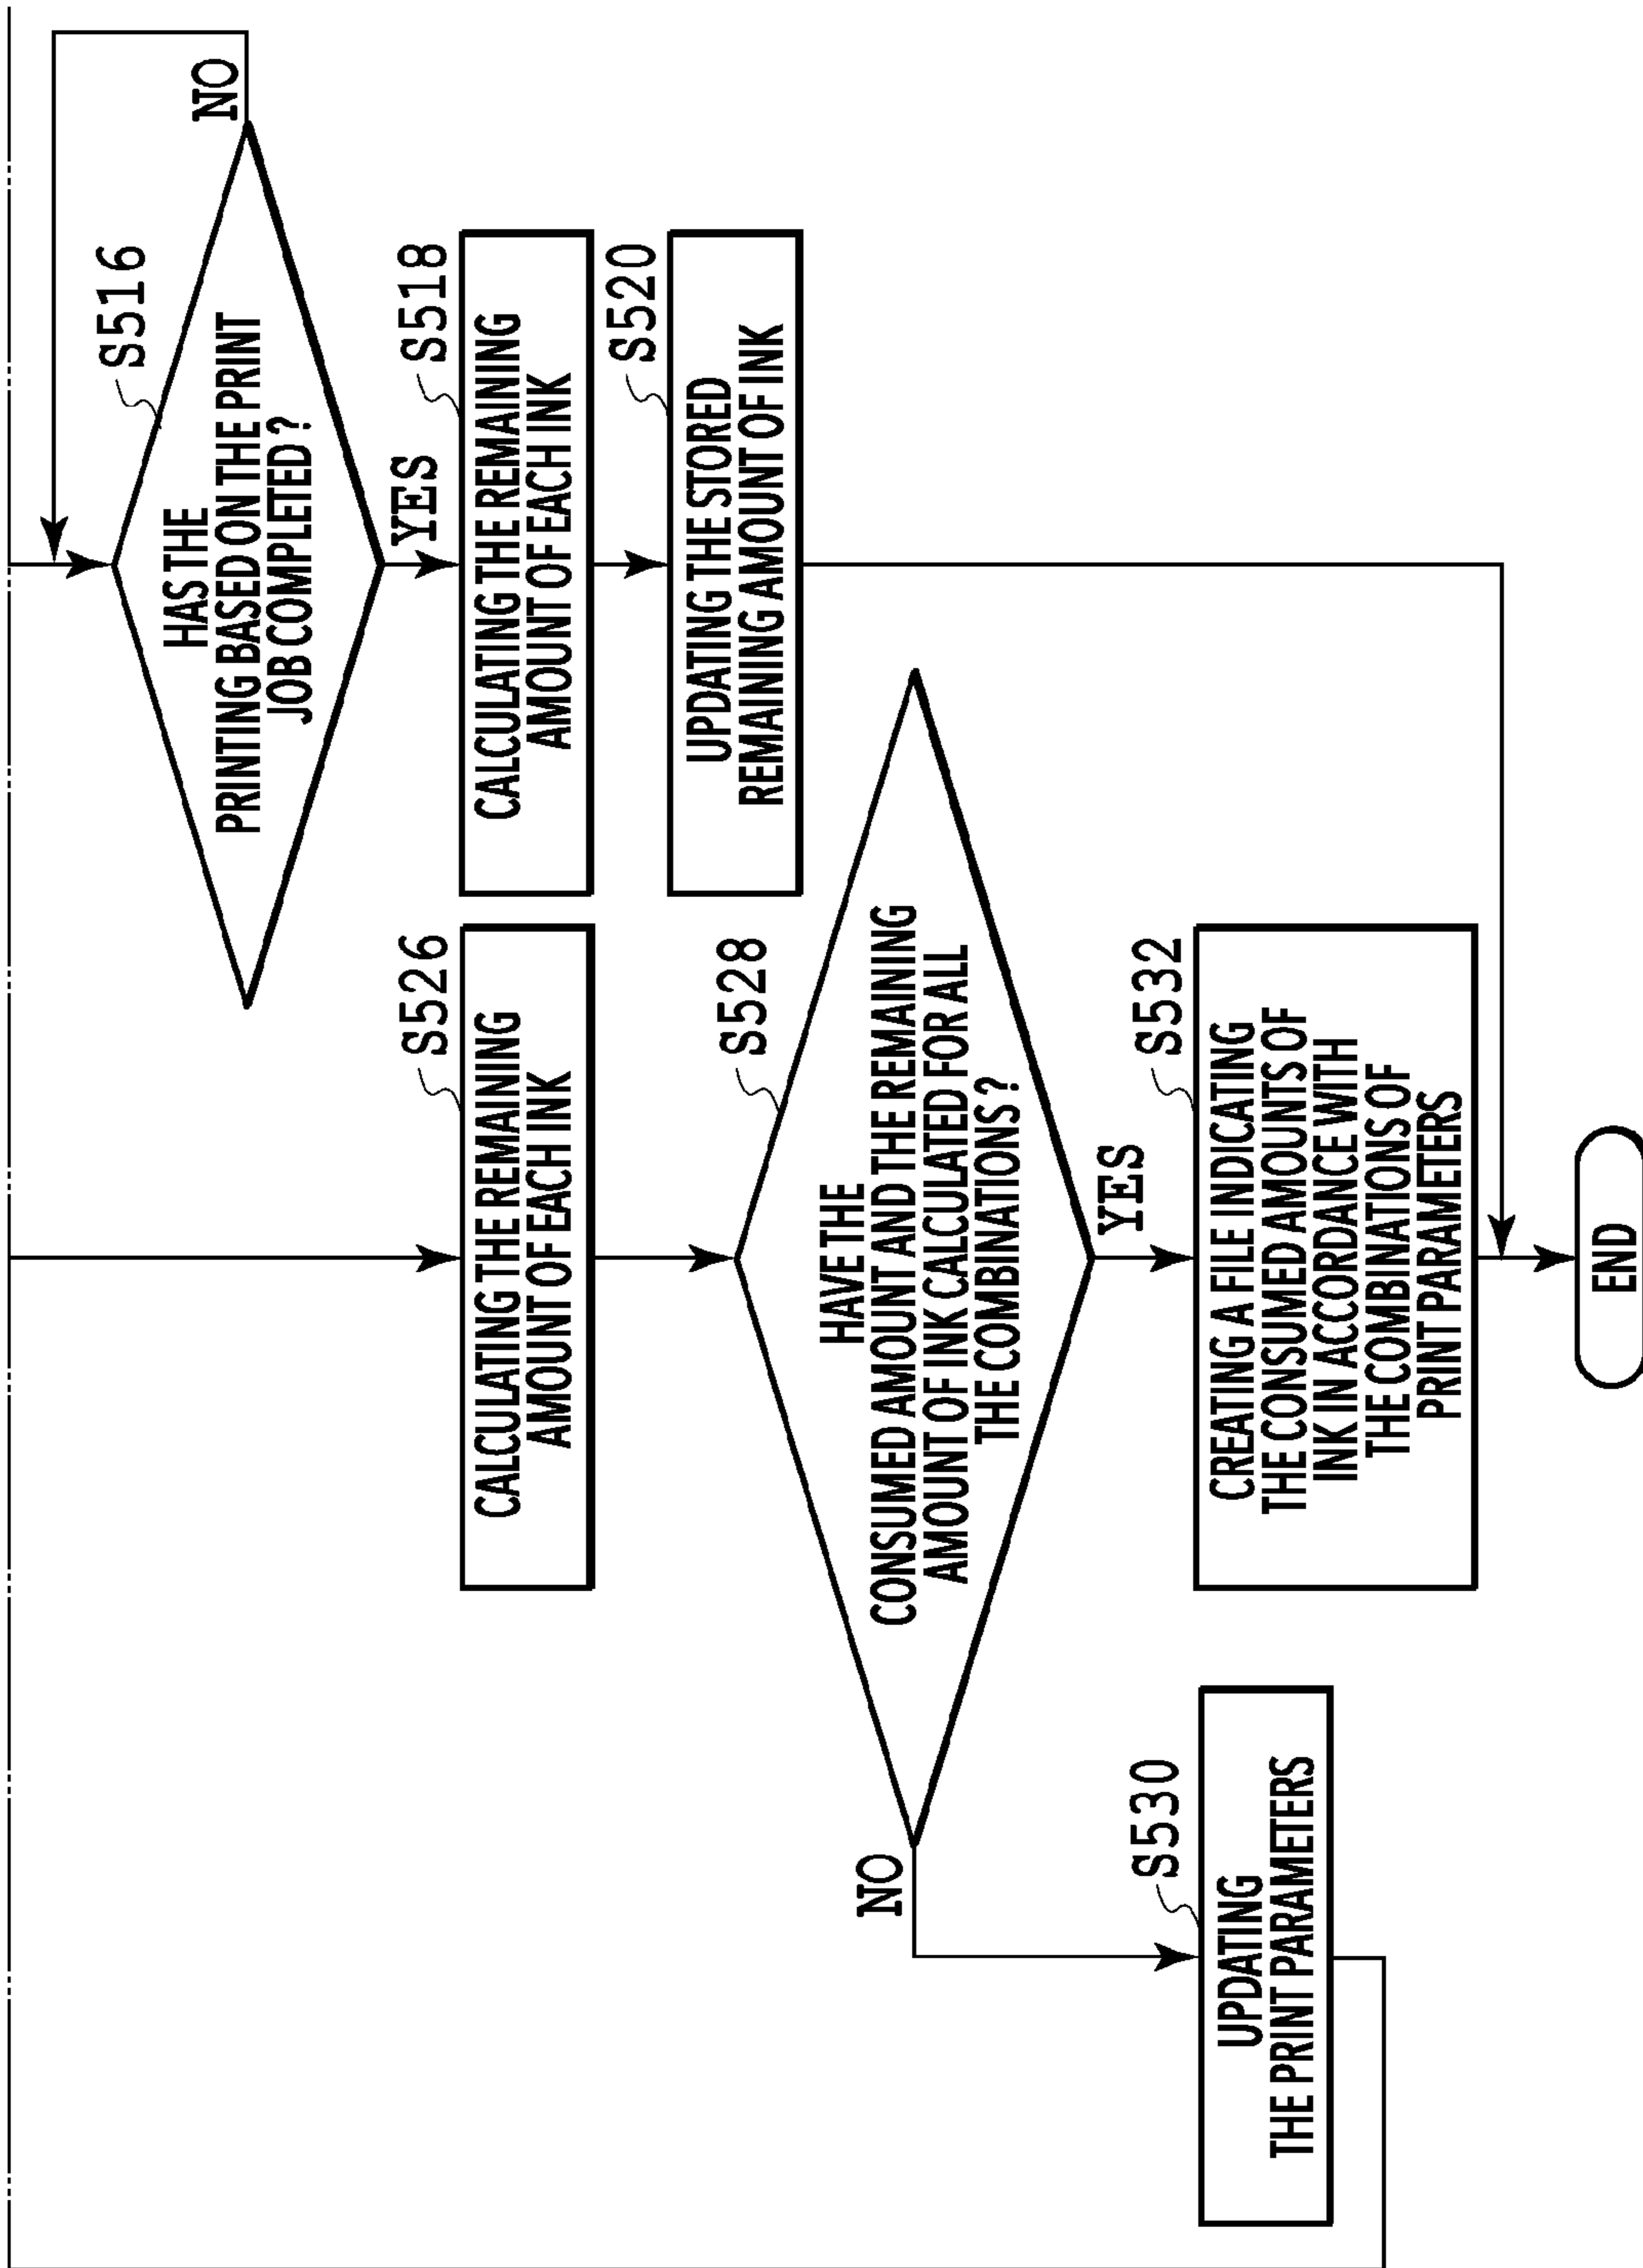 S516
HAS THE
PRINTING BASED ON THE PRINT
JOB COMPLETED ?
NO
YES
S518
CALCULATING THE REMAINING
AMOUNT OF EACH INK
S520
UPDATING THE STORED
REMAINING AMOUNT OF INK
S526
CALCULATING THE REMAINING
AMOUNT OF EACH INK
S528
HAVE THE
CONSUMED AMOUNT AND THE REMAINING
AMOUNT OF INK CALCULATED FOR ALL
THE COMBINATIONS ?
NO
YES
S530
UPDATING
THE PRINT PARAMETERS
S532
CREATING A FILE INDICATING
THE CONSUMED AMOUNTS OF
INK IN ACCORDANCE WITH
THE COMBINATIONS OF
PRINT PARAMETERS
END